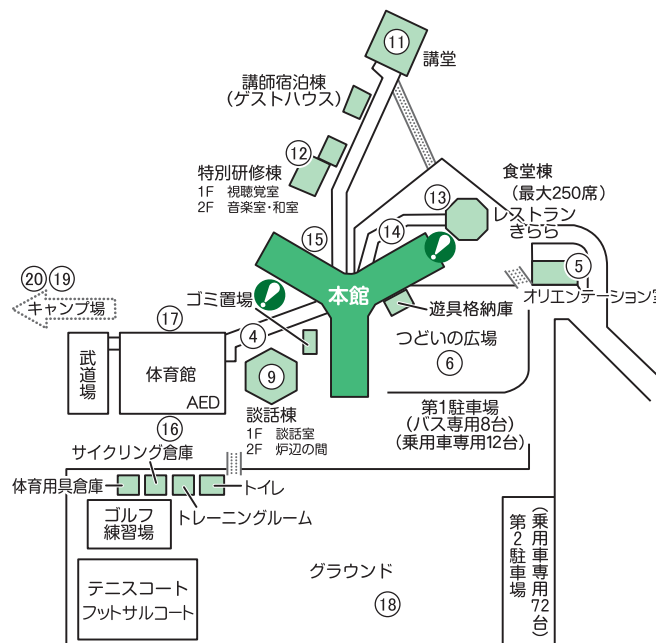 ⑪
講堂
講師宿泊棟
(ゲストハウス)
⑫
特別研修棟
1F 視聴覚室
2F 音楽室・和室
食堂棟
(最大250席)
レストラン
きらら
⑬
⑭
⑮
⑤
オリエンテーション室
本館
遊具格納庫
つどいの広場
⑥
⑳ ⑲
キャンプ場
ゴミ置場
⑰
④
武道場
体育館
AED
⑨
談話棟
1F 談話室
2F 炉辺の間
第1駐車場
(バス専用8台)
(乗用車専用12台)
⑯
サイクリング倉庫
体育用具倉庫
トイレ
トレーニングルーム
ゴルフ
練習場
テニスコート
フットサルコート
グラウンド
⑱
第2駐車場
(乗用車専用72台)